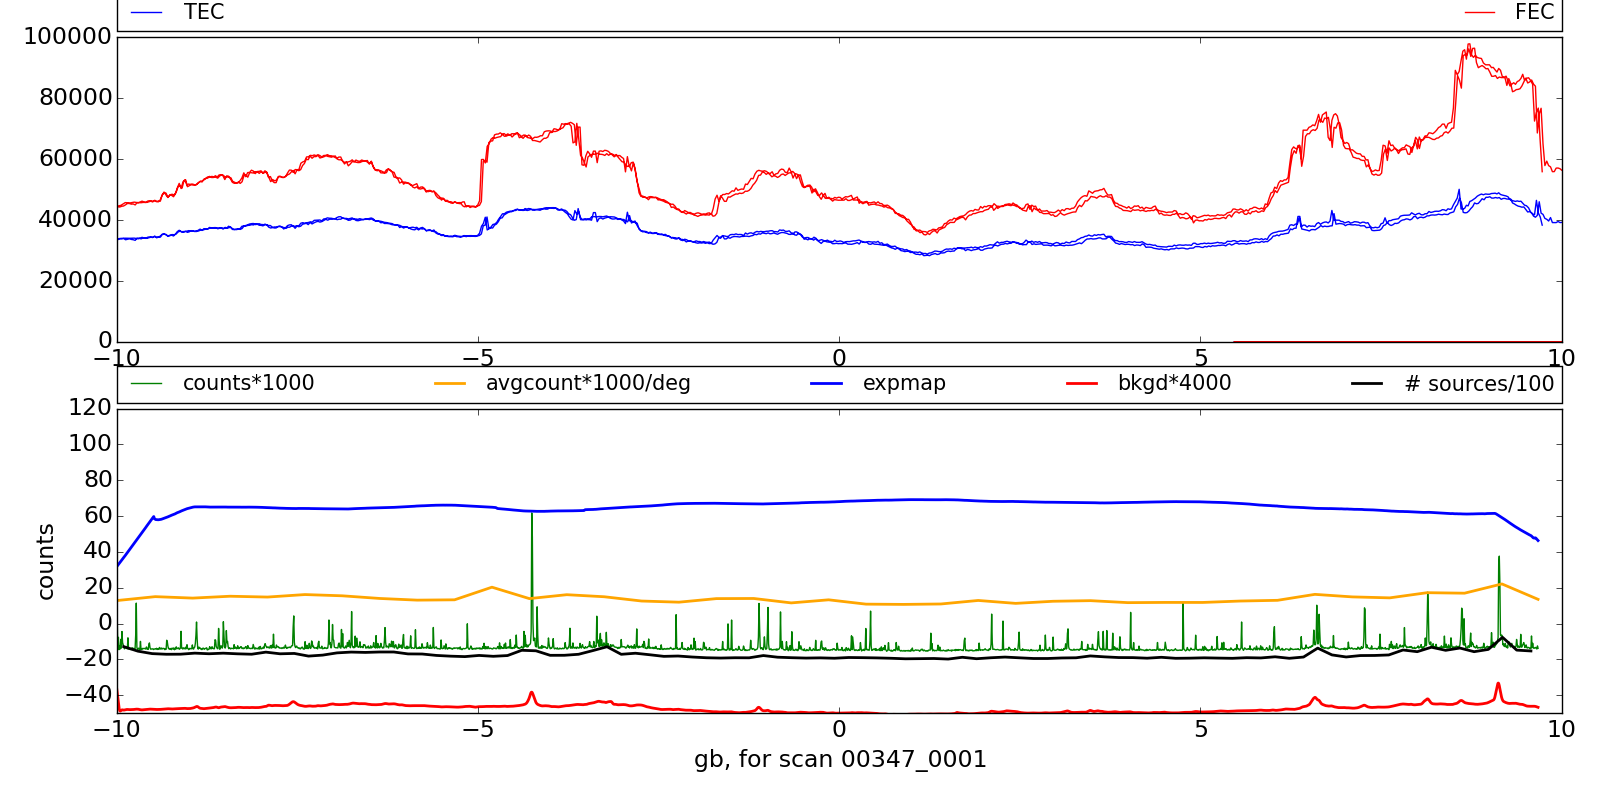 TEC FEC
100000
80000
60000
40000
20000
0
−10 −5 0 5 10
counts*1000 avgcount*1000/deg expmap bkgd*4000 # sources/100
120
100
80
60
40
20
0
−20
−40
counts
−10 −5 0 5 10
gb, for scan 00347_0001